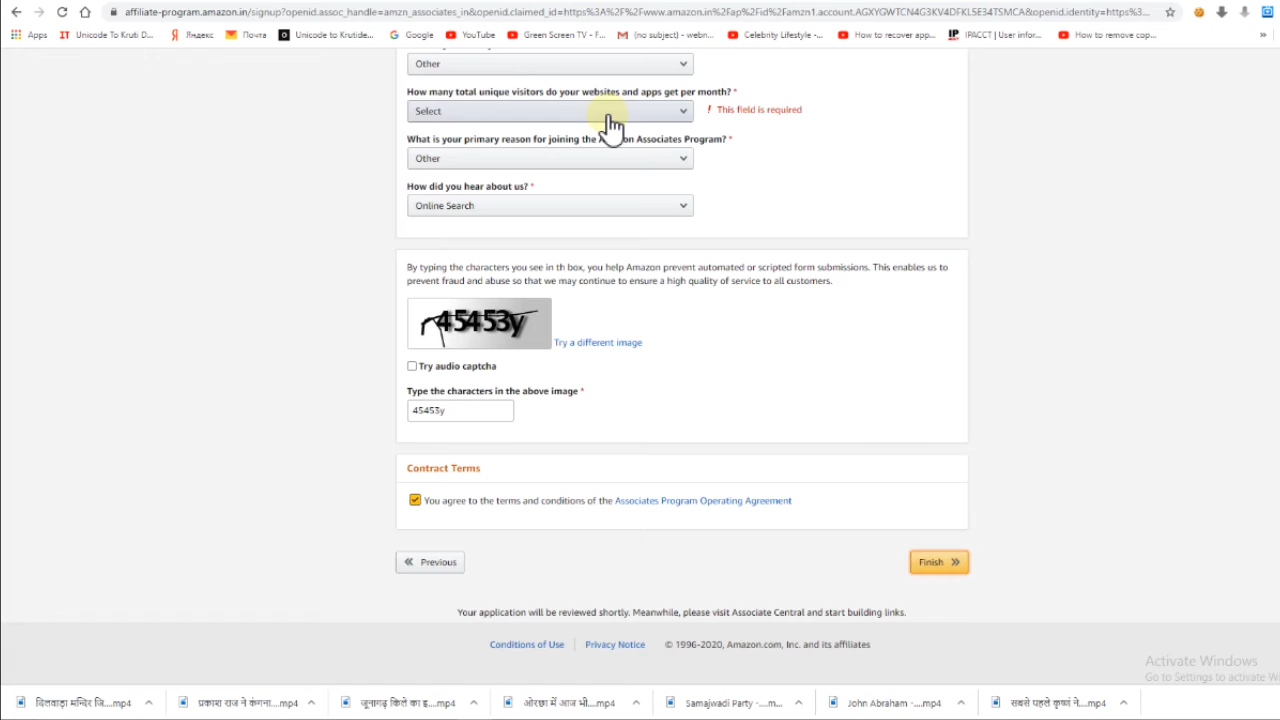 affiliate-program.amazon.in/signup?openid.assoc_handle=amzn_associates_in&openid.claimed_id=https%3A%2F%2Fwww.amazon.in%2Fap%2Fid%2Famzn1.account.AGXYGWTCN4G3KV4DFKL5E34TSMCA&openid.identity=https%3...
Apps IT Unicode To Kruti D... Яндекс Почта Unicode to Krutide... Google YouTube Green Screen TV - F... (no subject) - webn... Celebrity Lifestyle -... How to recover app... IPACCT | User infor... How to remove cop...
Other
How many total unique visitors do your websites and apps get per month? *
Select
! This field is required
What is your primary reason for joining the Associates Program? *
Other
How did you hear about us? *
Online Search
By typing the characters you see in th box, you help Amazon prevent automated or scripted form submissions. This enables us to
prevent fraud and abuse so that we may continue to ensure a high quality of service to all customers.
45453y
Try a different image
Try audio captcha
Type the characters in the above image *
45453y
Contract Terms
You agree to the terms and conditions of the Associates Program Operating Agreement
« Previous
Finish »
Your application will be reviewed shortly. Meanwhile, please visit Associate Central and start building links.
Conditions of Use | Privacy Notice © 1996-2020, Amazon.com, Inc. and its affiliates
Activate Windows
Go to Settings to activate W
दिलवाड़ा मन्दिर जि....mp4 प्रकाश राज ने कंगना....mp4 जूनागढ़ किले का इ....mp4 ओरछा में आज भी....mp4 Samajwadi Party -....m... John Abraham -....mp4 सबसे पहले कृष्णा ने....mp4